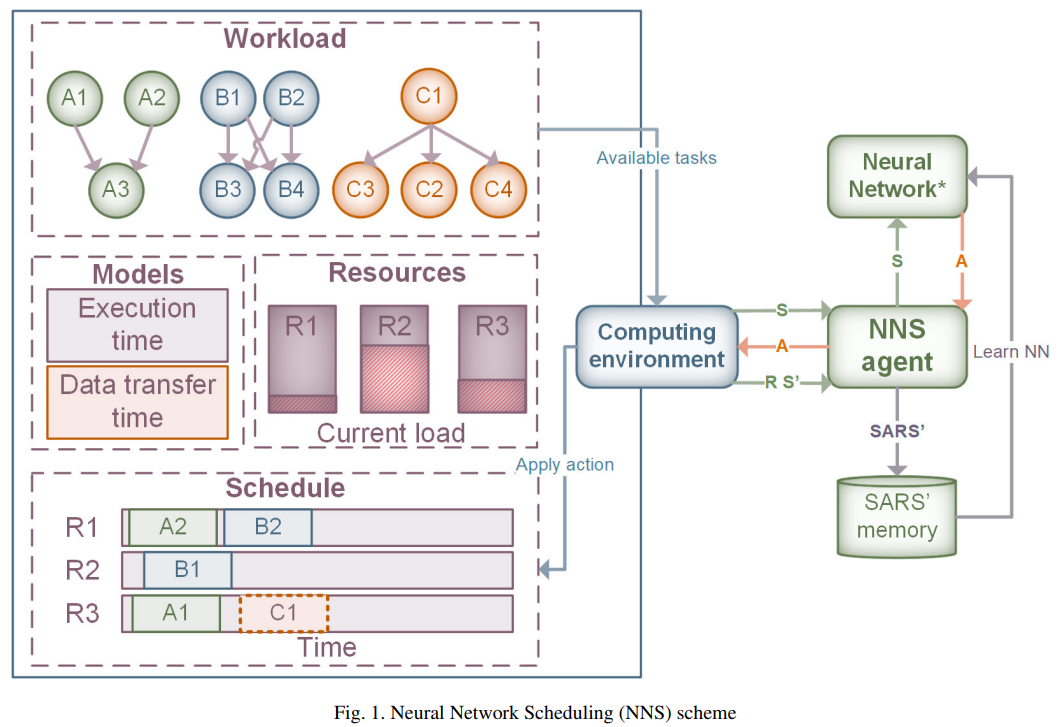 Workload
A1
A2
B1
B2
C1
A3
B3
B4
C3
C2
C4
Available tasks
Models
Execution
time
Data transfer
time
Resources
R1
R2
R3
Current load
Computing
environment
S
A
R S’
NNS
agent
S
A
Neural
Network*
Learn NN
SARS’
SARS’
memory
Apply action
Schedule
R1
A2
B2
R2
B1
R3
A1
C1
Time
Fig. 1. Neural Network Scheduling (NNS) scheme